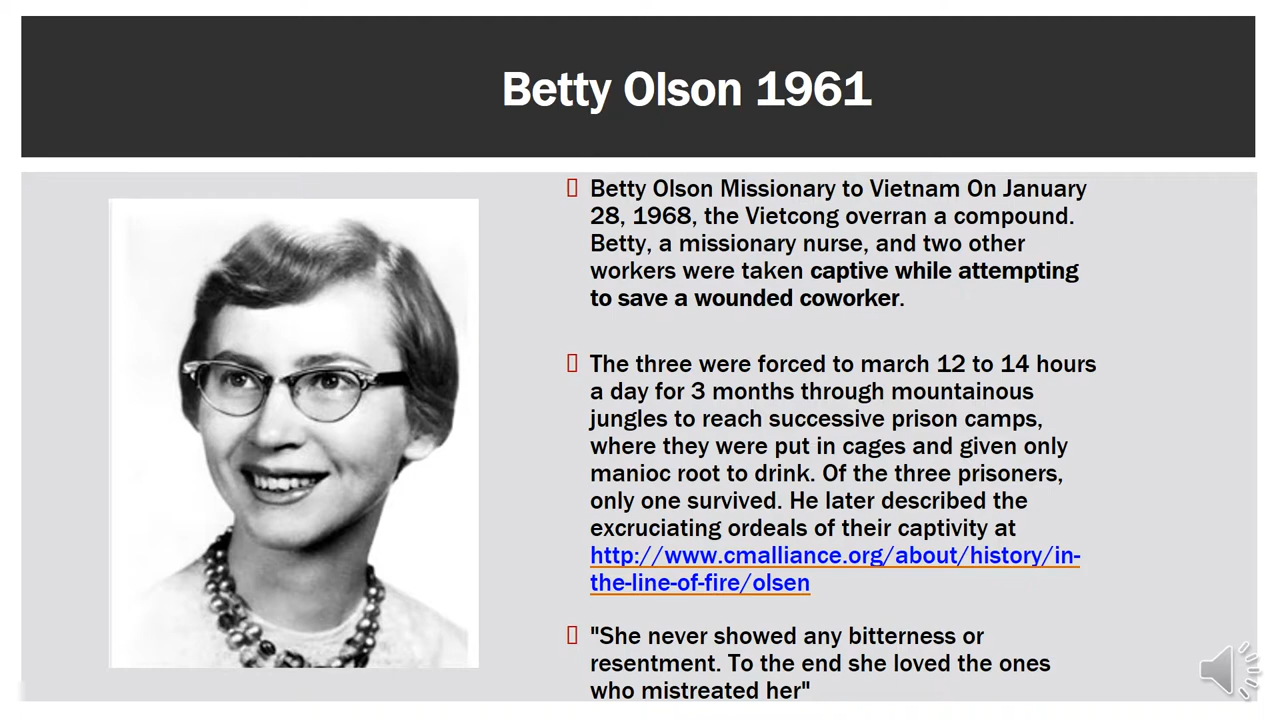 Betty Olson 1961
Betty Olson Missionary to Vietnam On January
28, 1968, the Vietcong overran a compound.
Betty, a missionary nurse, and two other
workers were taken captive while attempting
to save a wounded coworker.
The three were forced to march 12 to 14 hours
a day for 3 months through mountainous
jungles to reach successive prison camps,
where they were put in cages and given only
manioc root to drink. Of the three prisoners,
only one survived. He later described the
excruciating ordeals of their captivity at
http://www.cmalliance.org/about/history/in-
the-line-of-fire/olsen
"She never showed any bitterness or
resentment. To the end she loved the ones
who mistreated her"